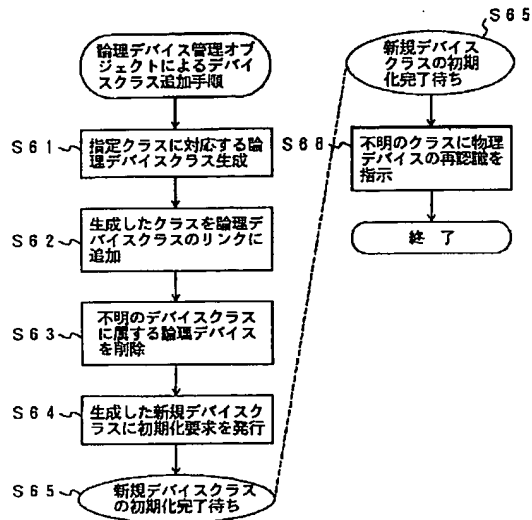 論理デバイス管理オブ
ジェクトによるデバイ
スクラス追加手順
S61
指定クラスに対応する論
理デバイスクラス生成
S62
生成したクラスを論理デ
バイスクラスのリンクに
追加
S63
不明のデバイスクラス
に属する論理デバイス
を削除
S64
生成した新規デバイスク
ラスに初期化要求を発行
S65
新規デバイスクラス
の初期化完了待ち
S65
新規デバイス
クラスの初期
化完了待ち
S68
不明のクラスに物理
デバイスの再認識を
指示
終了